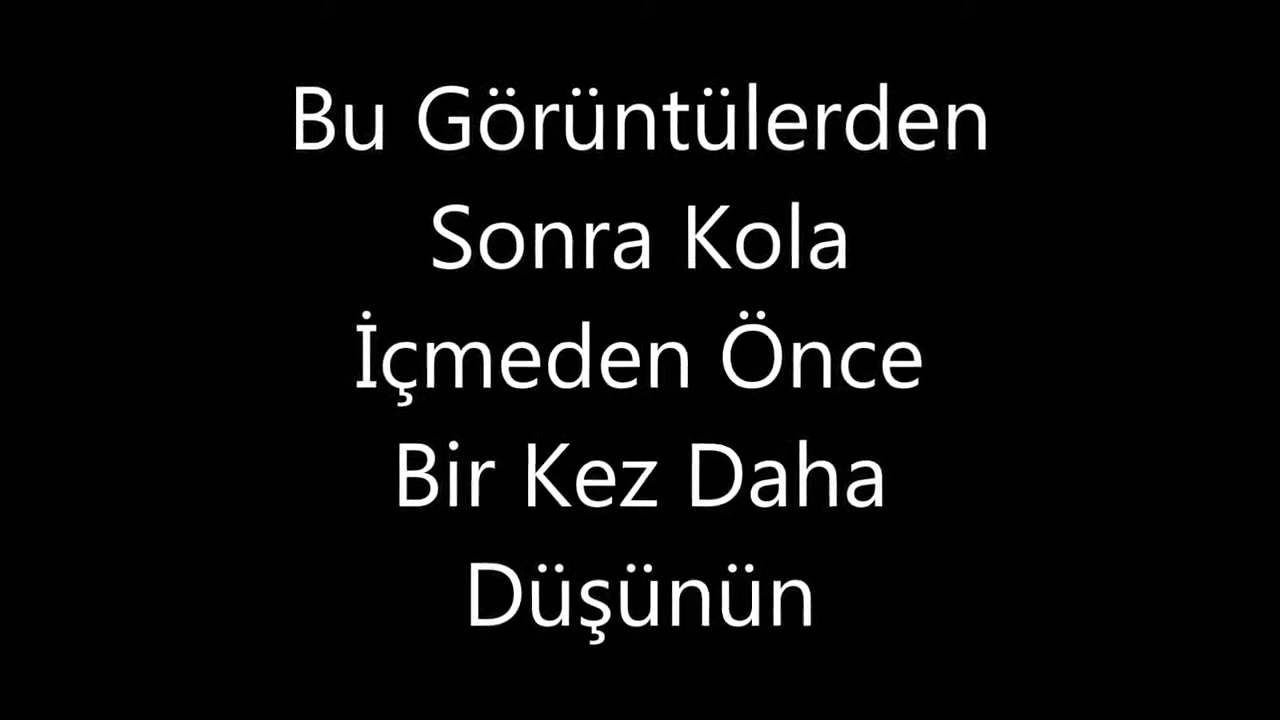 Bu Görüntülerden
Sonra Kola
İçmeden Önce
Bir Kez Daha
Düşünün